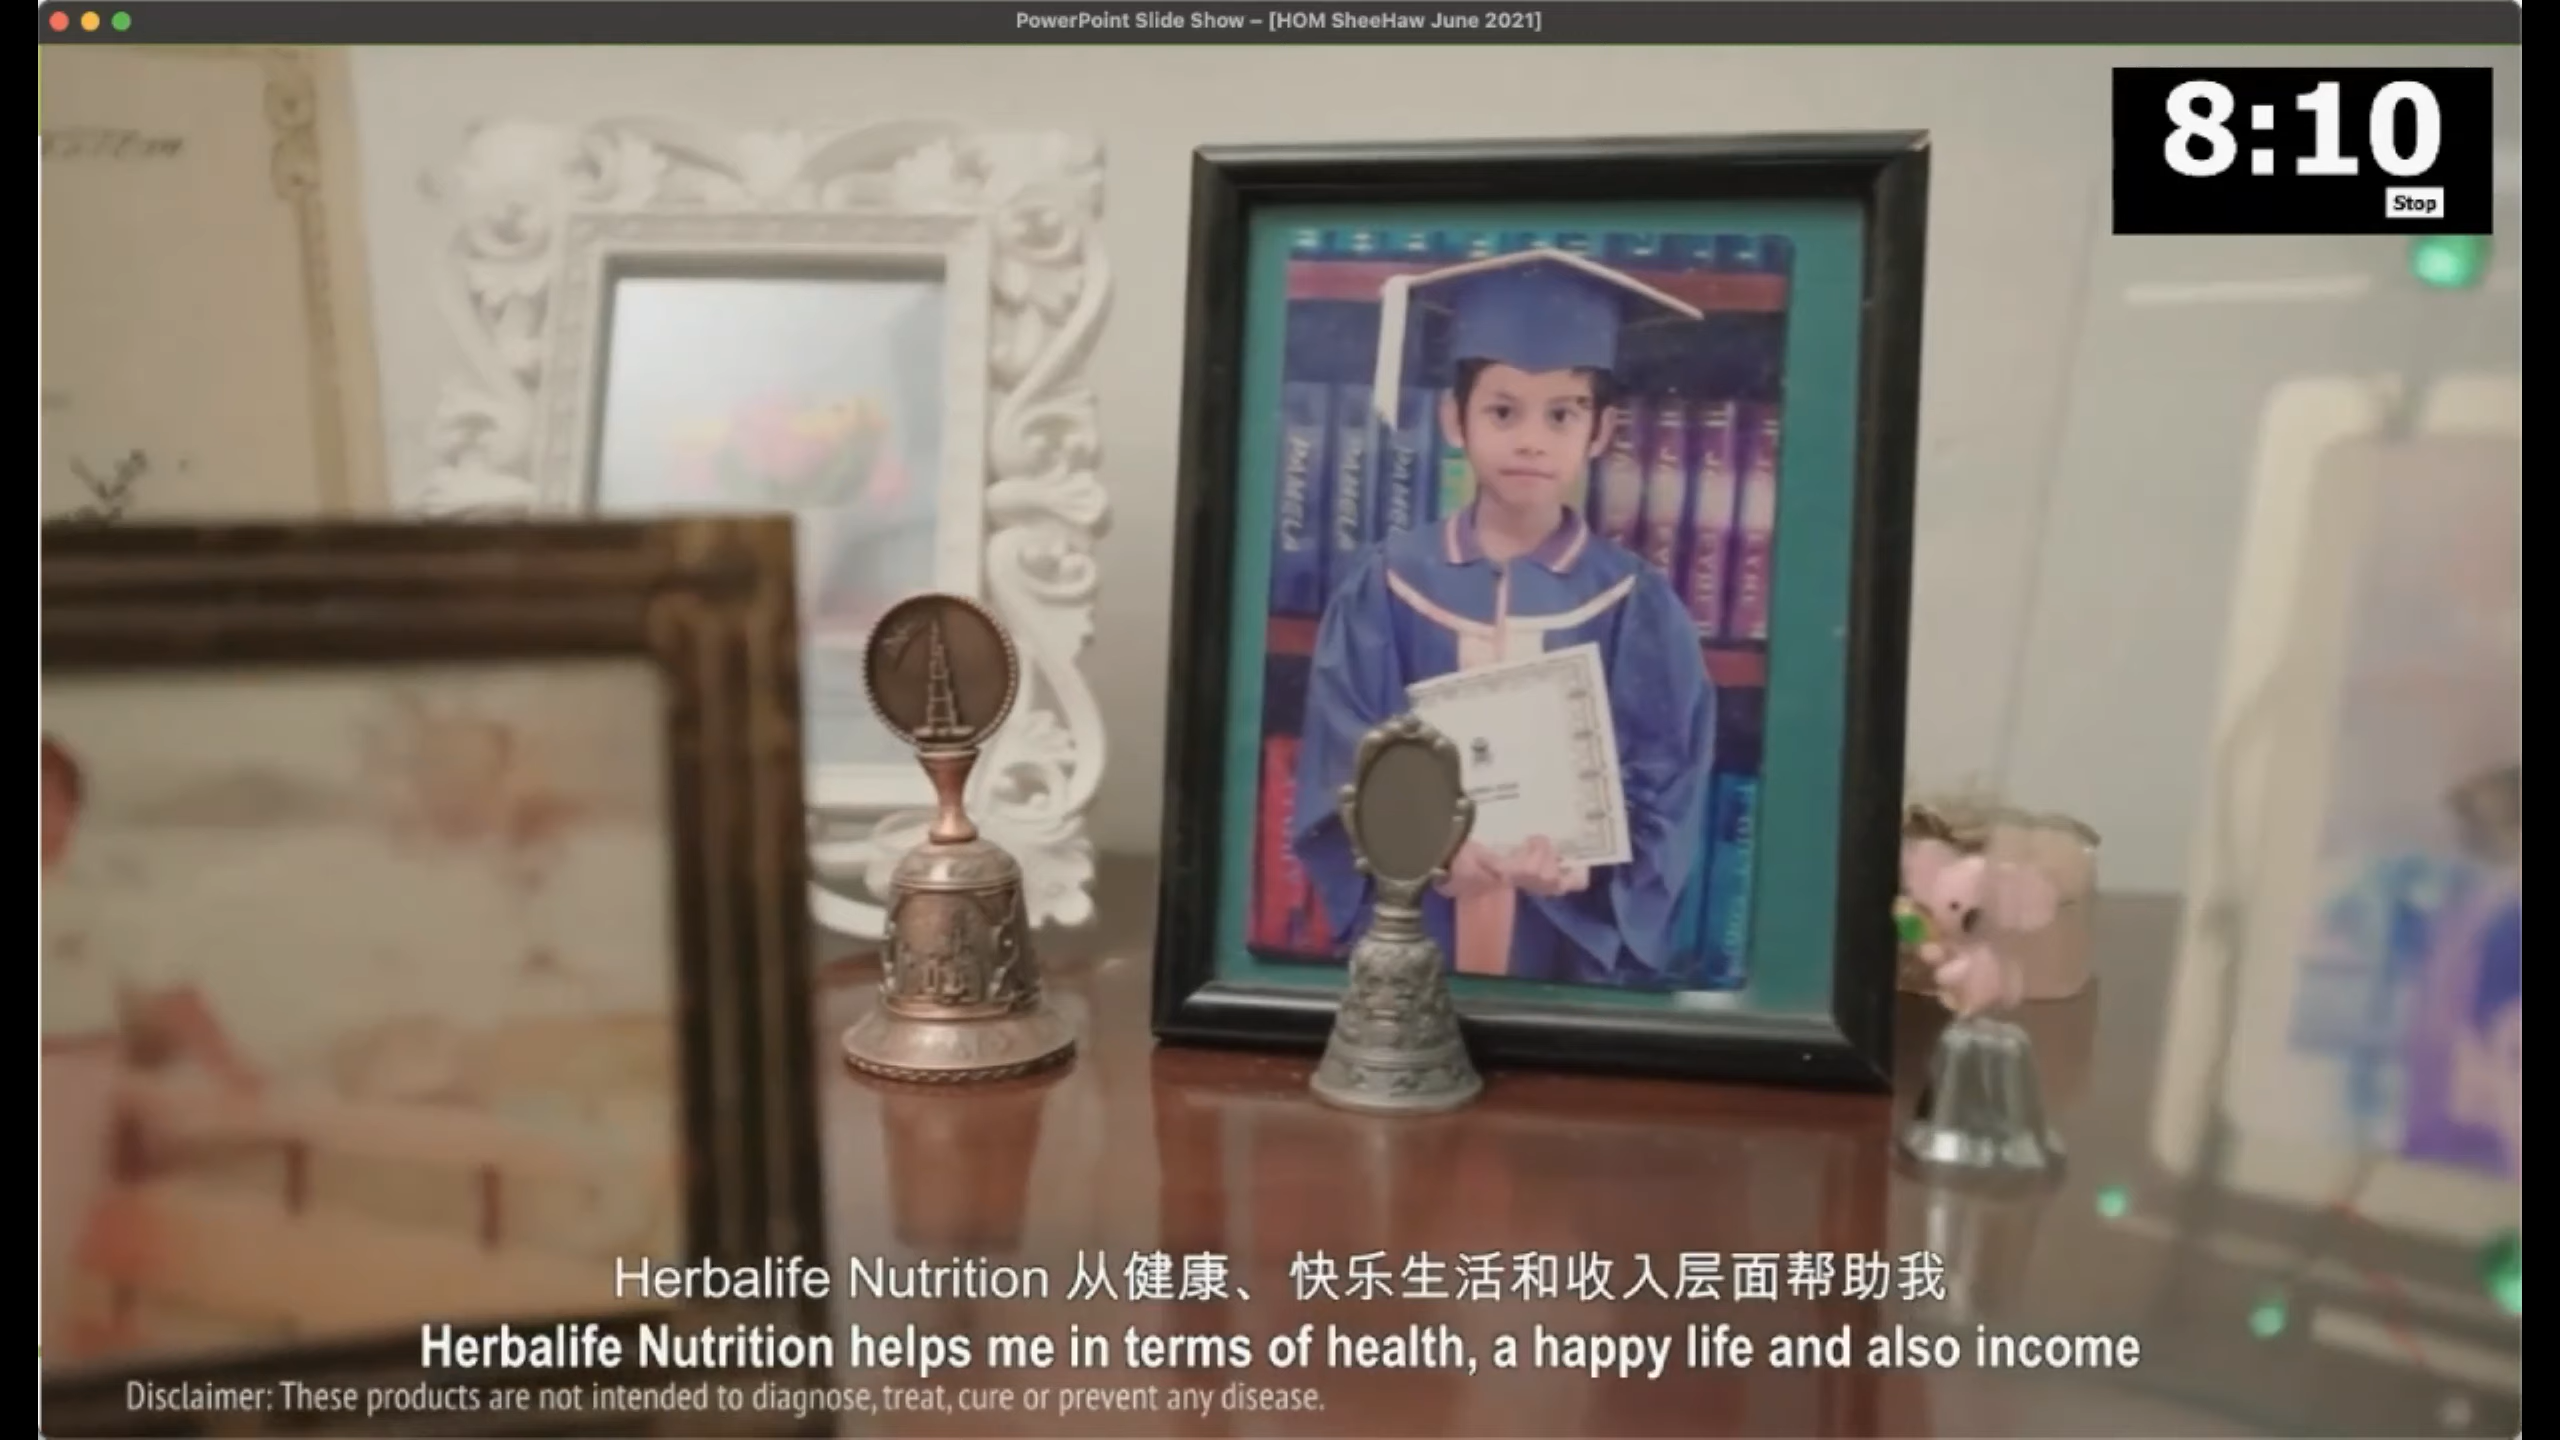 PowerPoint Slide Show – [HOM SheeHaw June 2021]
8:10
Stop
PAMELA
PAMELA
Herbalife Nutrition 从健康、快乐生活和收入层面帮助我
Herbalife Nutrition helps me in terms of health, a happy life and also income
Disclaimer: These products are not intended to diagnose, treat, cure or prevent any disease.